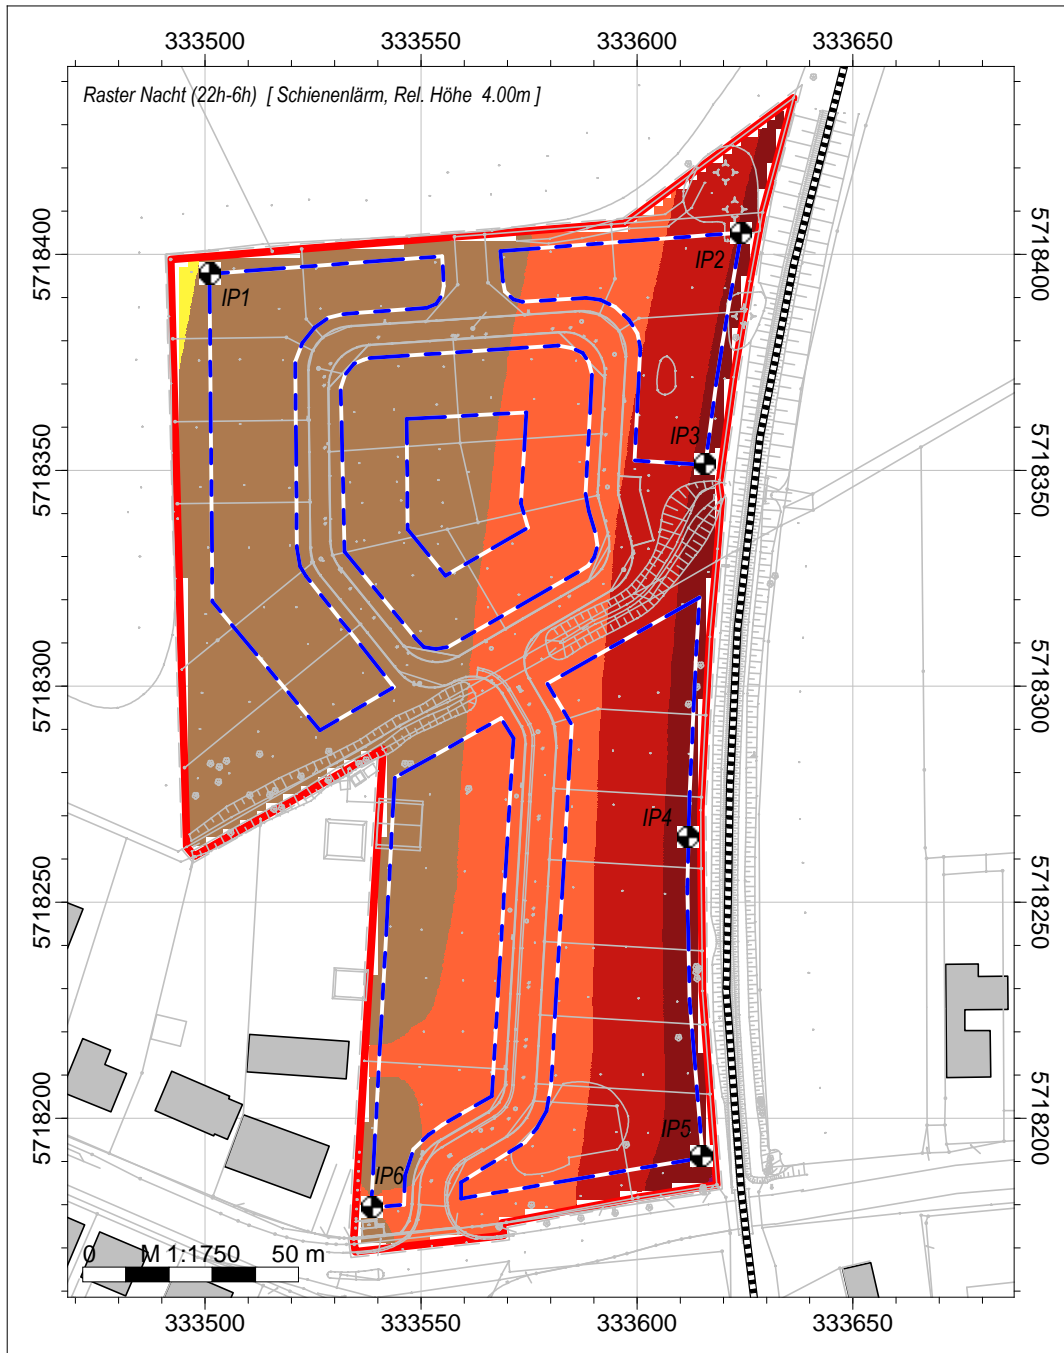 333500 333550 333600 333650
Raster Nacht (22h-6h) [ Schienenlärm, Rel. Höhe 4.00m ]
5718400 5718400
IP2
IP1
IP3
5718350 5718350
5718300 5718300
IP4
5718250 5718250
5718200 5718200
IP5
IP6
0 M 1:1750 50 m
333500 333550 333600 333650